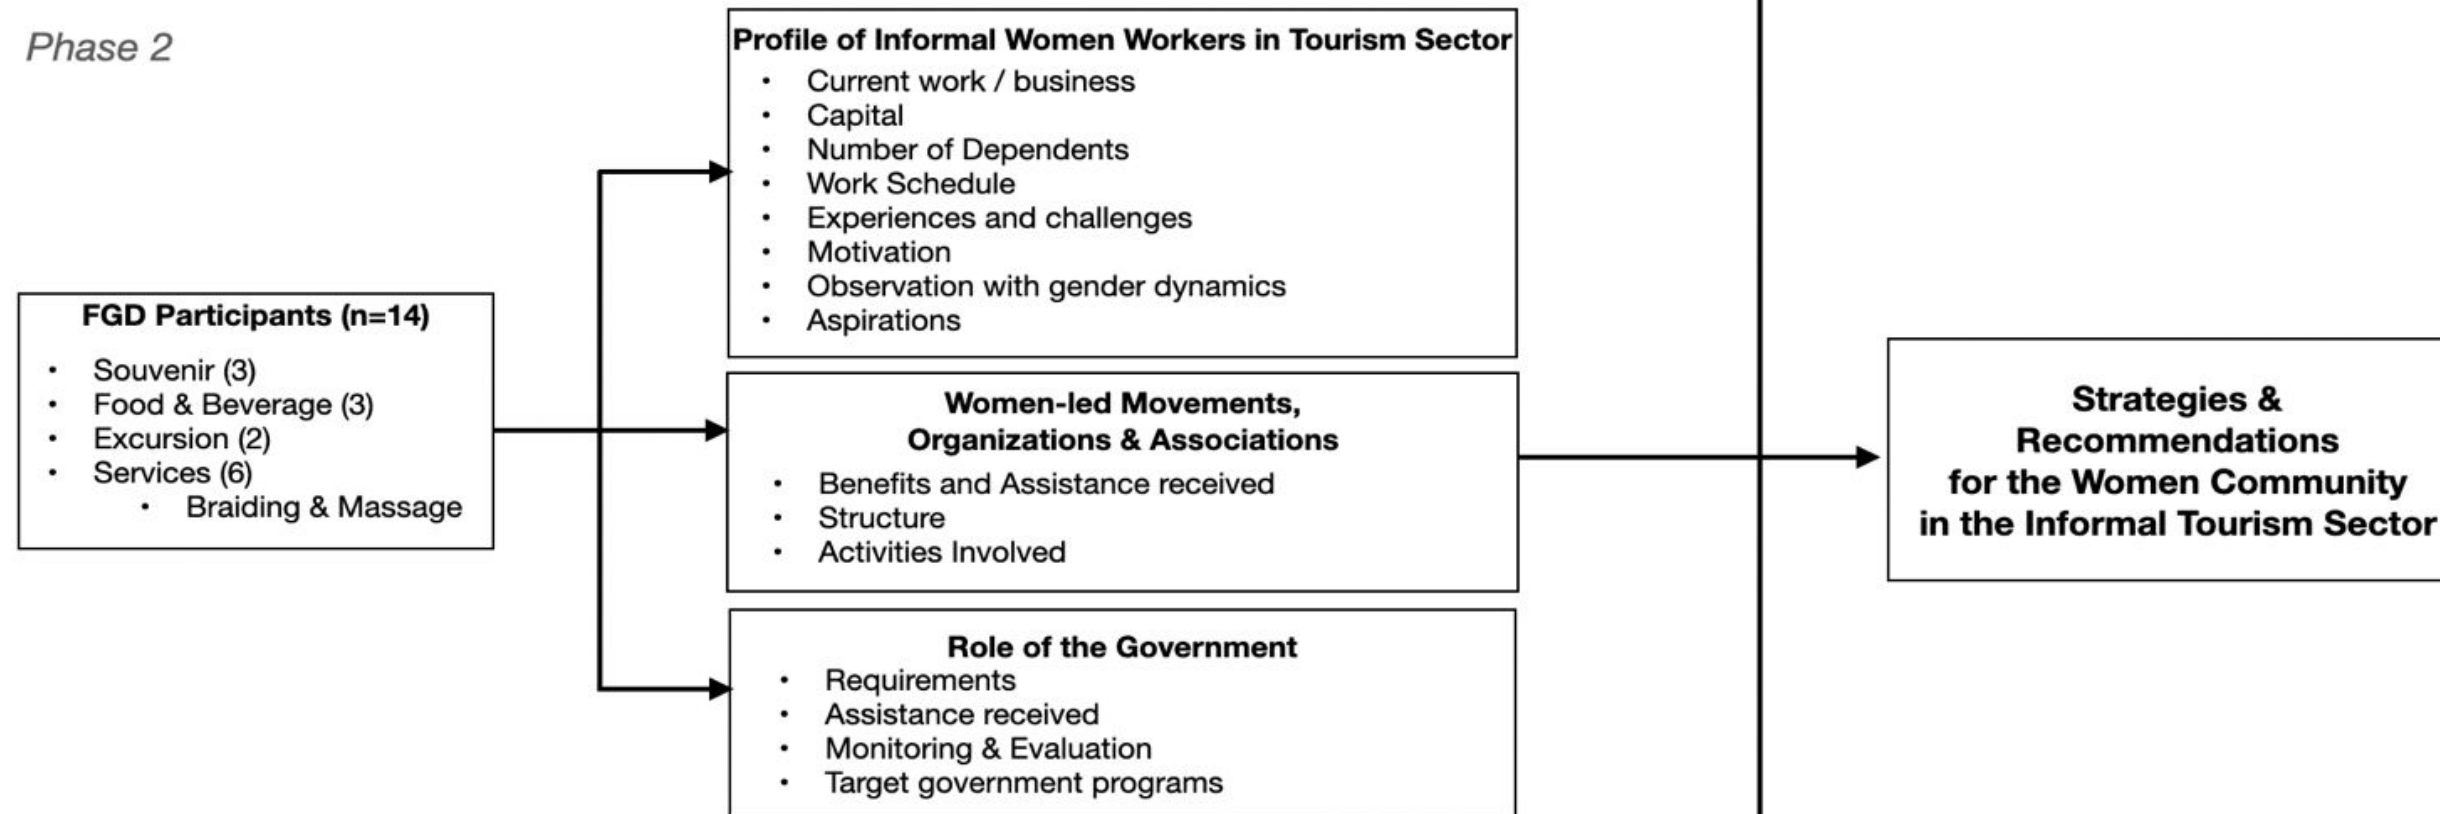 Phase 2
Profile of Informal Women Workers in Tourism Sector
• Current work / business
• Capital
• Number of Dependents
• Work Schedule
• Experiences and challenges
• Motivation
• Observation with gender dynamics
• Aspirations
FGD Participants (n=14)
• Souvenir (3)
• Food & Beverage (3)
• Excursion (2)
• Services (6)
• Braiding & Massage
Women-led Movements,
Organizations & Associations
• Benefits and Assistance received
• Structure
• Activities Involved
Role of the Government
• Requirements
• Assistance received
• Monitoring & Evaluation
• Target government programs
Strategies &
Recommendations
for the Women Community
in the Informal Tourism Sector